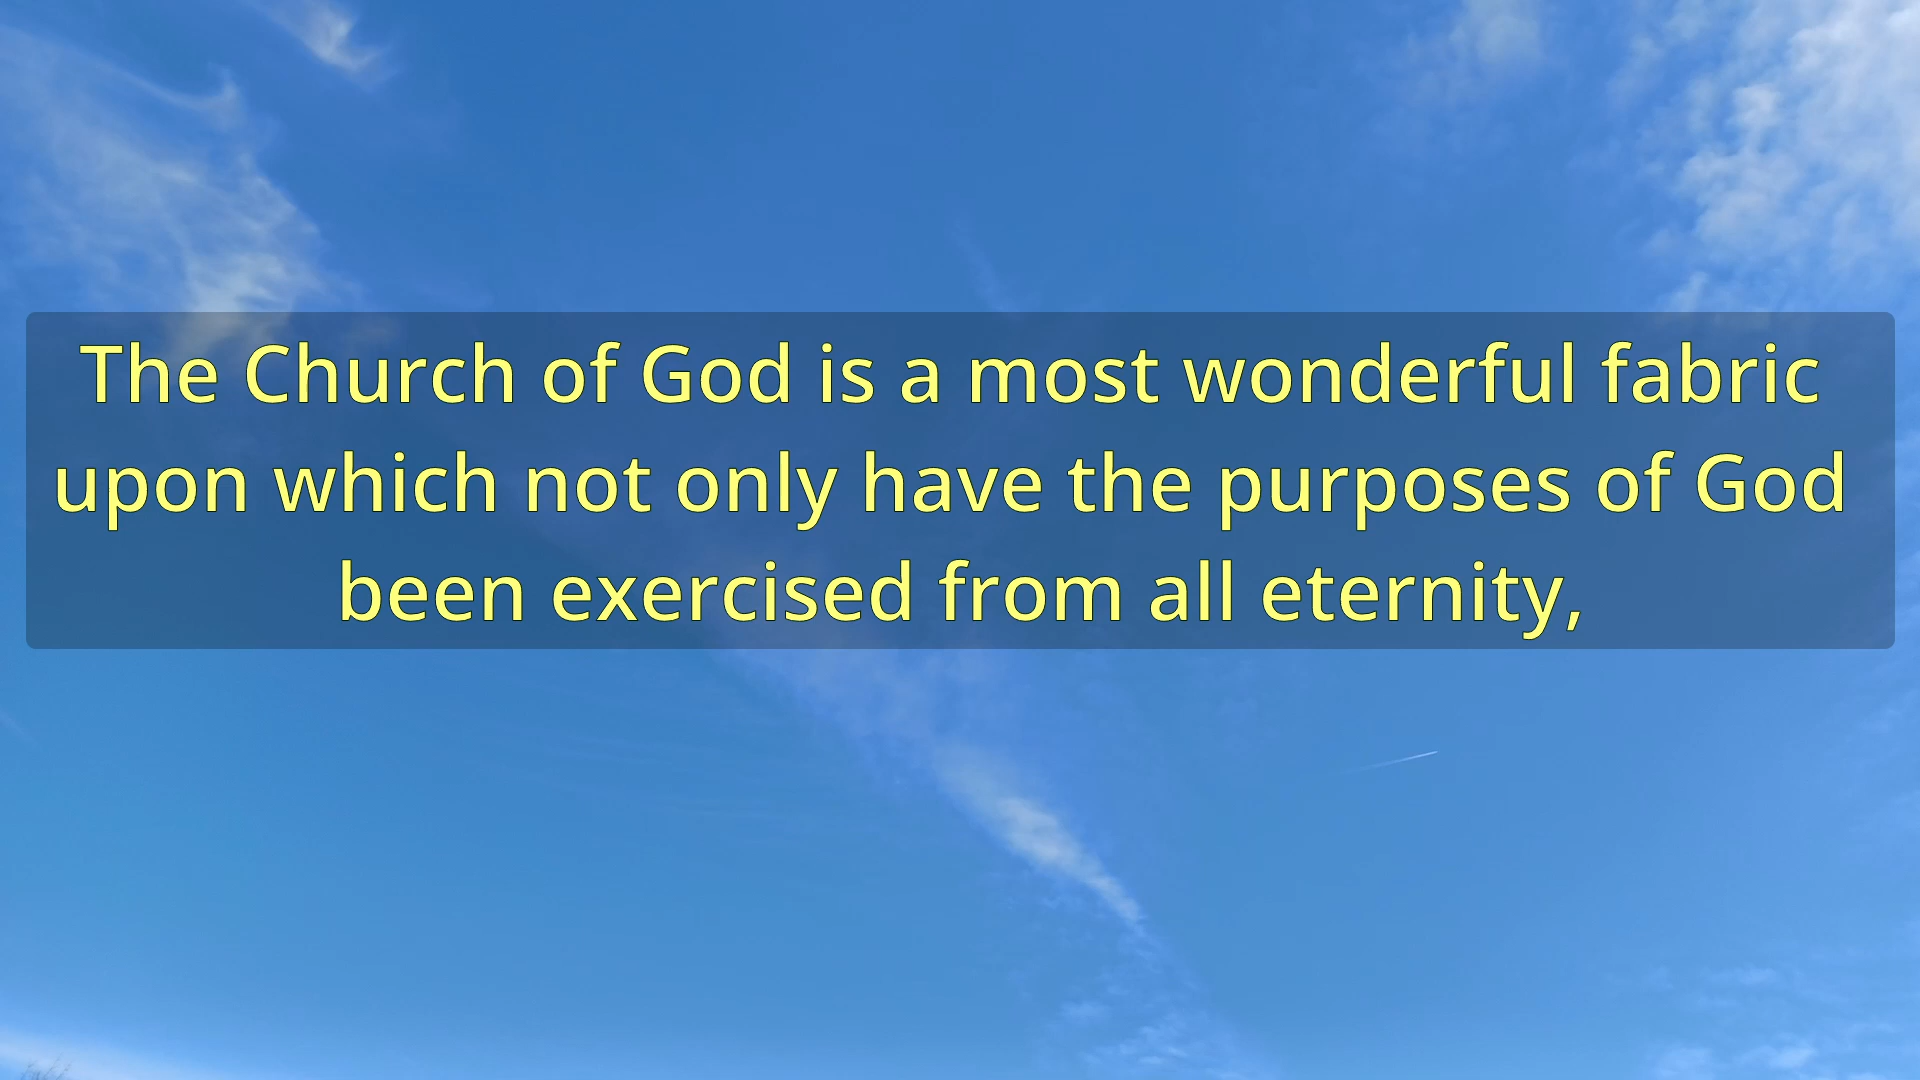 The Church of God is a most wonderful fabric
upon which not only have the purposes of God
been exercised from all eternity,